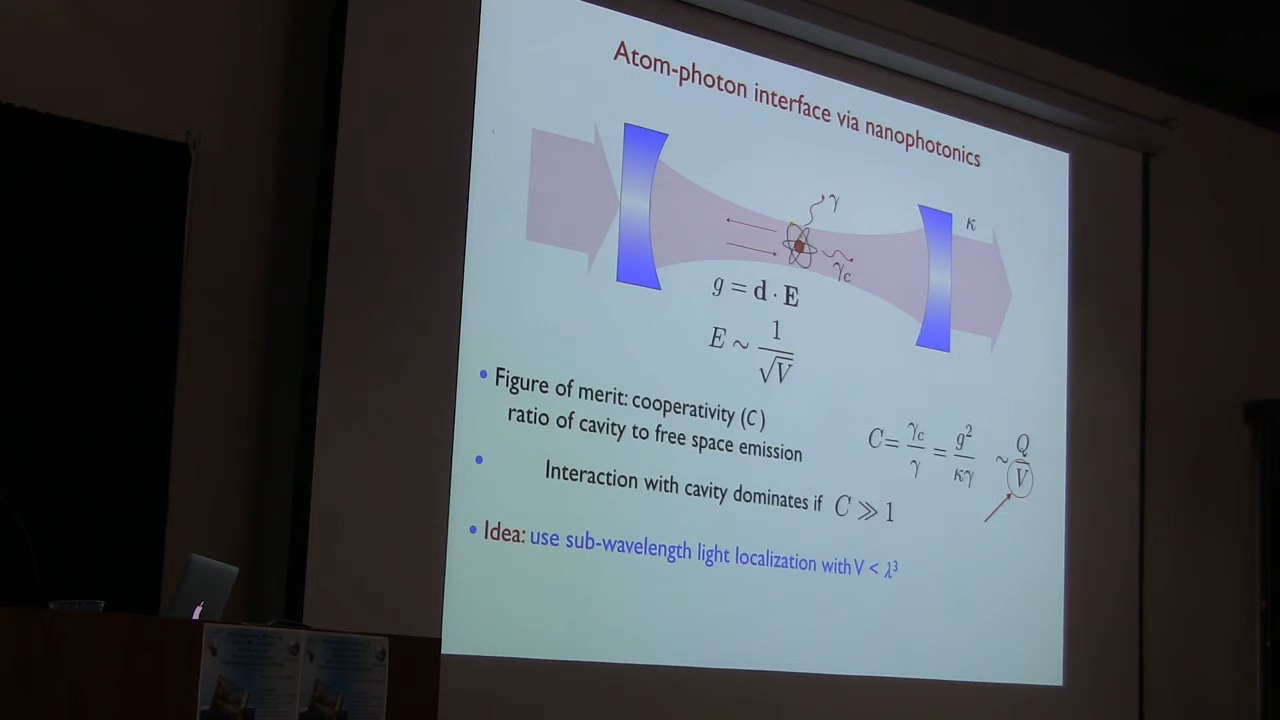 Atom-photon interface via nanophotonics
γ
κ
γc
g = d · E
E ~ 1/√V
• Figure of merit: cooperativity (C)
ratio of cavity to free space emission
C= γc/γ = g²/κγ ~ Q/V
• Interaction with cavity dominates if C ≫ 1
• Idea: use sub-wavelength light localization with V < λ³